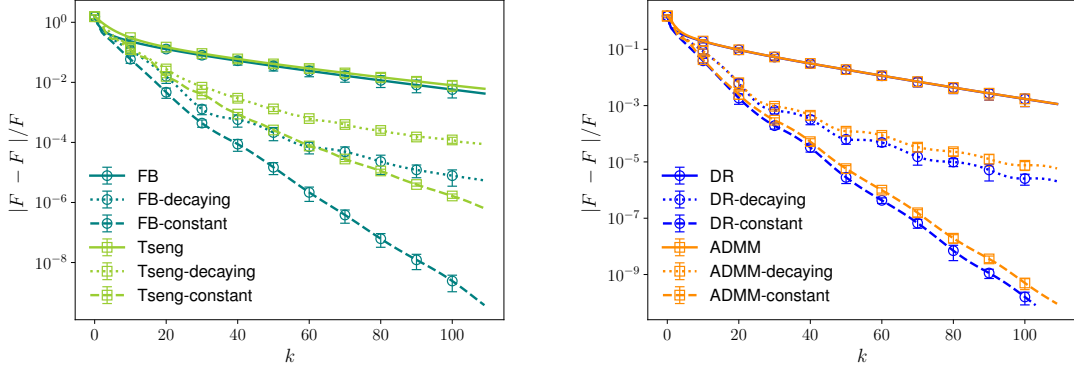 10^0
10^-2
10^-4
10^-6
10^-8
|F − F |/F
0 20 40 60 80 100
k
FB
FB-decaying
FB-constant
Tseng
Tseng-decaying
Tseng-constant
10^-1
10^-3
10^-5
10^-7
10^-9
|F − F |/F
0 20 40 60 80 100
k
DR
DR-decaying
DR-constant
ADMM
ADMM-decaying
ADMM-constant